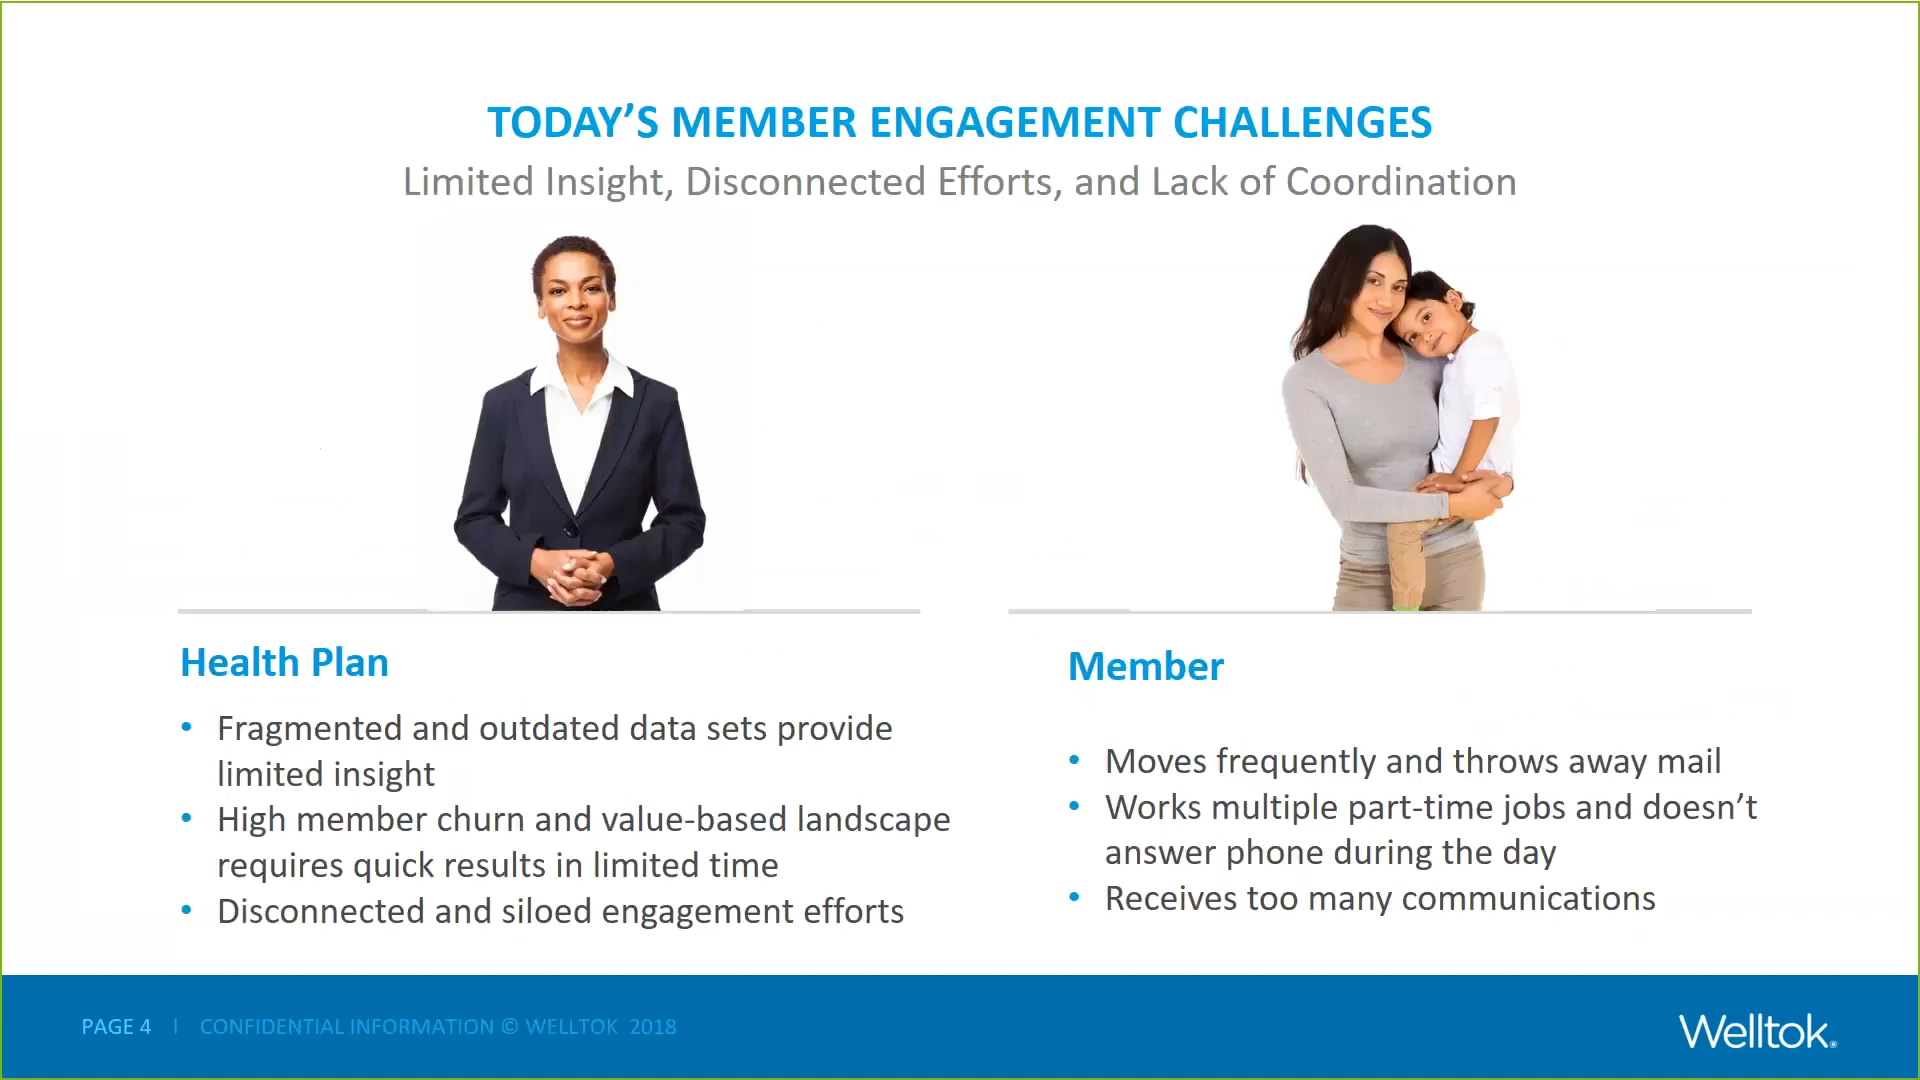 TODAY’S MEMBER ENGAGEMENT CHALLENGES
Limited Insight, Disconnected Efforts, and Lack of Coordination
Health Plan
• Fragmented and outdated data sets provide
limited insight
• High member churn and value-based landscape
requires quick results in limited time
• Disconnected and siloed engagement efforts
Member
• Moves frequently and throws away mail
• Works multiple part-time jobs and doesn’t
answer phone during the day
• Receives too many communications
PAGE 4 | CONFIDENTIAL INFORMATION © WELLTOK 2018
Welltok®